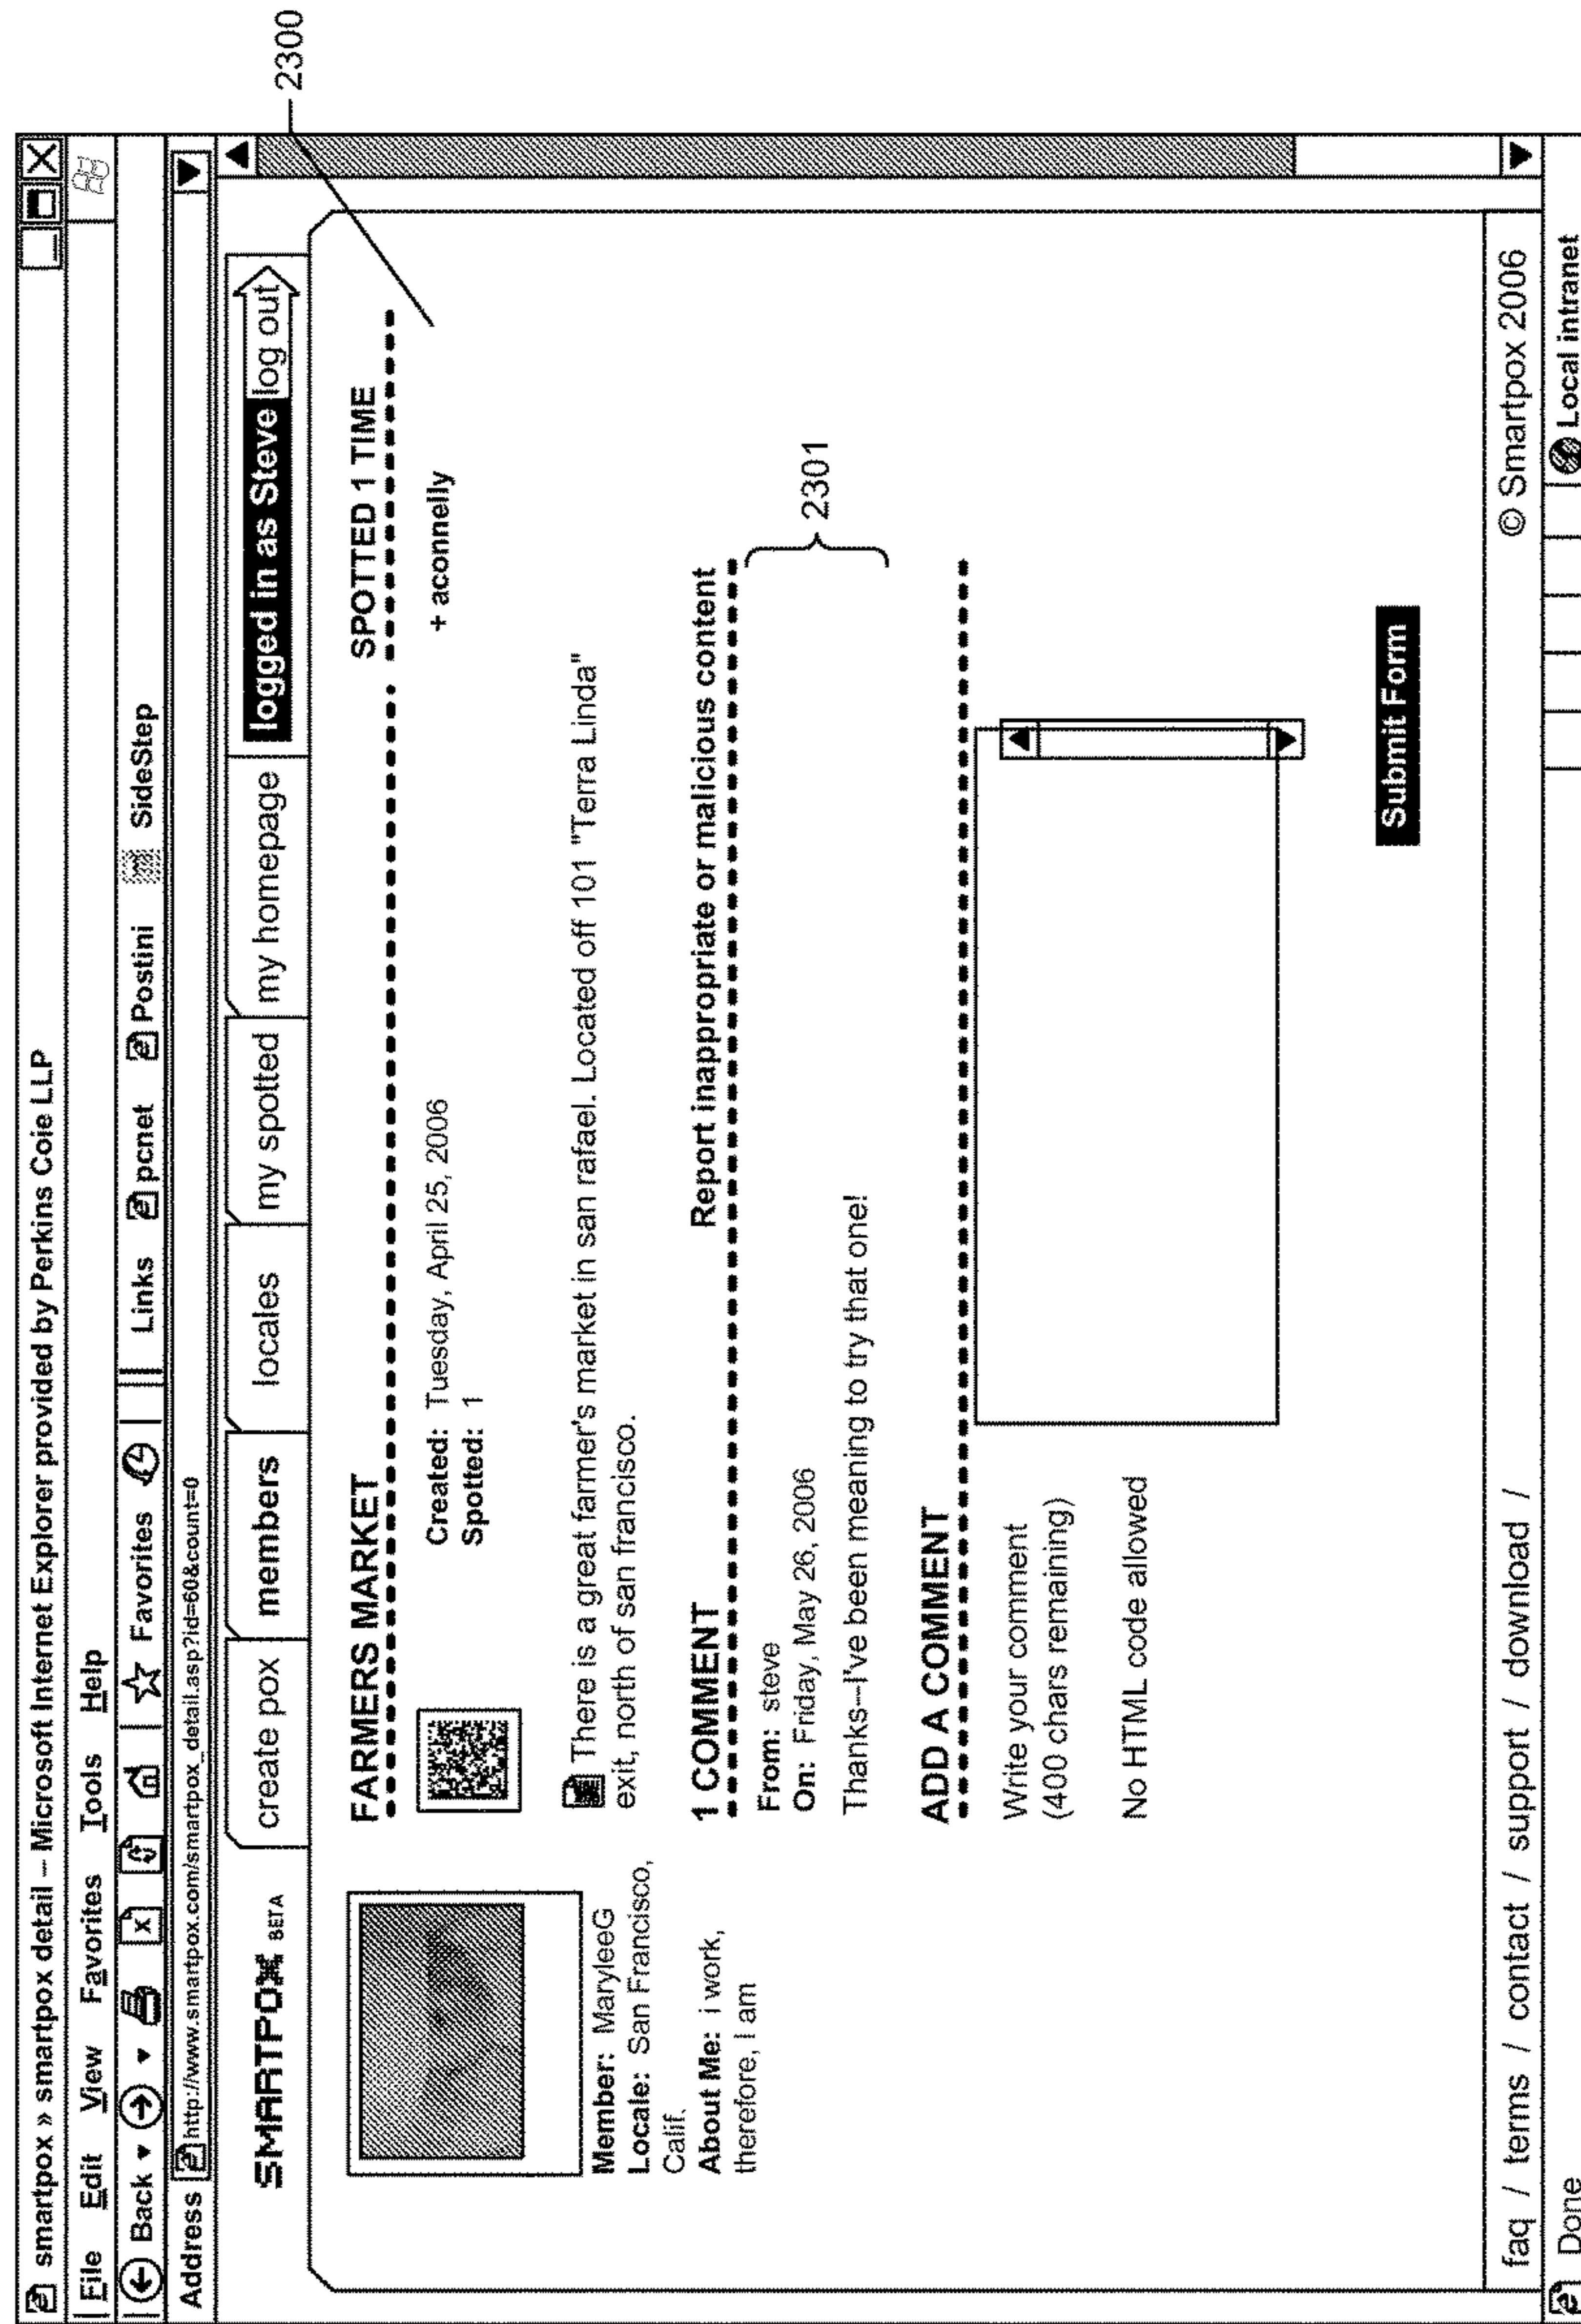 smartpox » smartpox detail – Microsoft Internet Explorer provided by Perkins Coie LLP
File Edit View Favorites Tools Help
Back Favorites Links pcnet Postini SideStep
Address http://www.smartpox.com/smartpox_detail.asp?id=60&count=0
SMARTPOX BETA
create pox members locales my spotted my homepage logged in as Steve log out
2300
Member: MaryleeG
Locale: San Francisco,
Calif.
About Me: i work,
therefore, I am
FARMERS MARKET
Created: Tuesday, April 25, 2006
Spotted: 1
There is a great farmer's market in san rafael. Located off 101 "Terra Linda"
exit, north of san francisco.
SPOTTED 1 TIME
+ aconnelly
1 COMMENT Report inappropriate or malicious content
From: steve
On: Friday, May 26, 2006
Thanks--I've been meaning to try that one!
2301
ADD A COMMENT
Write your comment
(400 chars remaining)
No HTML code allowed
Submit Form
faq / terms / contact / support / download / © Smartpox 2006
Done Local intranet